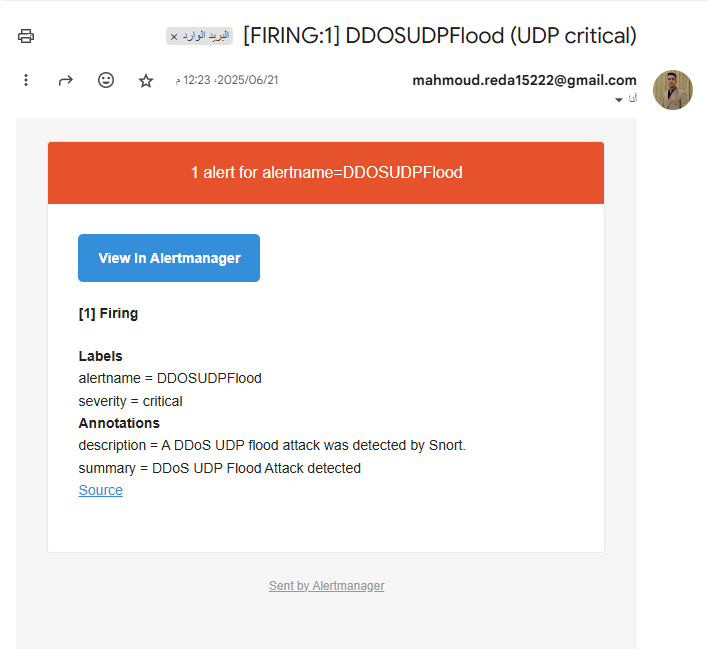 [FIRING:1] DDOSUDPFlood (UDP critical)
البريد الوارد ×
mahmoud.reda15222@gmail.com
2025/06/21، 12:23 م
أنا
1 alert for alertname=DDOSUDPFlood
View In Alertmanager
[1] Firing
Labels
alertname = DDOSUDPFlood
severity = critical
Annotations
description = A DDoS UDP flood attack was detected by Snort.
summary = DDoS UDP Flood Attack detected
Source
Sent by Alertmanager